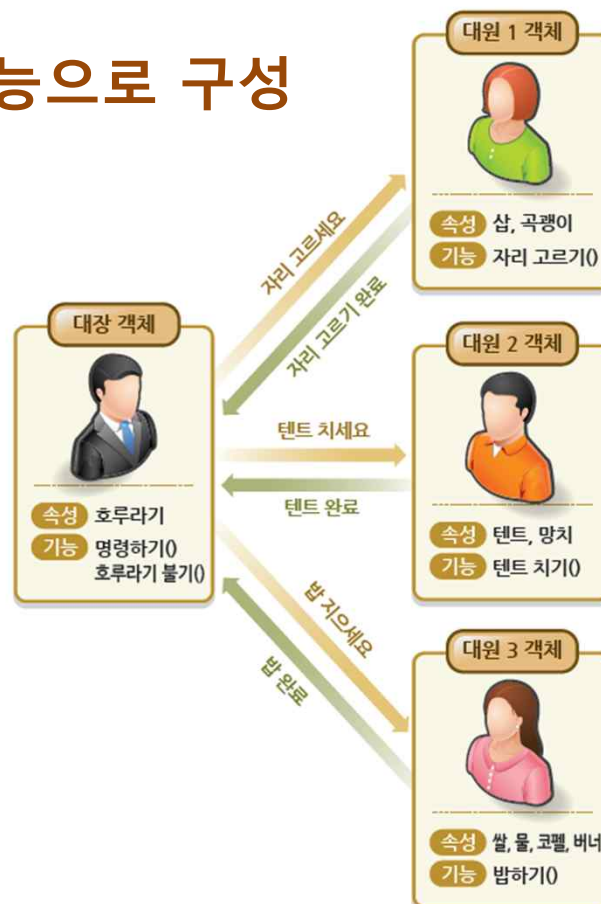 능으로 구성
대원 1 객체
속성 삽, 곡괭이
기능 자리 고르기()
자리 고르세요
자리 고르기 완료
대장 객체
속성 호루라기
기능 명령하기()
호루라기 불기()
텐트 치세요
텐트 완료
대원 2 객체
속성 텐트, 망치
기능 텐트 치기()
밥 지으세요
밥 완료
대원 3 객체
속성 쌀, 물, 코펠, 버너
기능 밥하기()